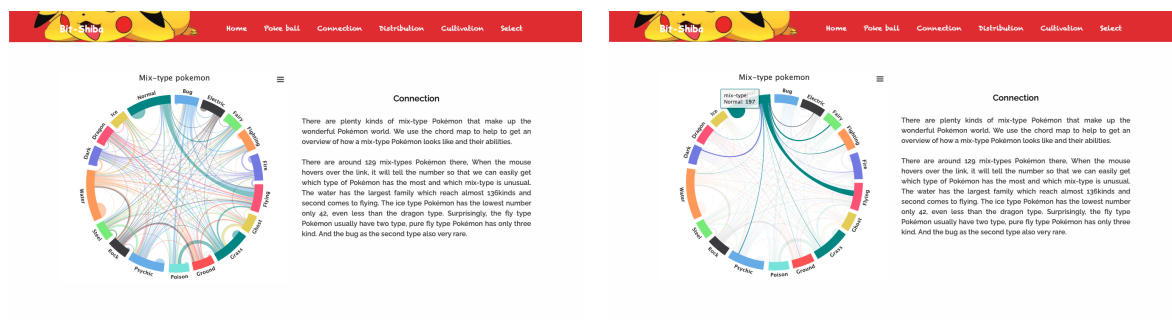 Bit-Shiba Home Poke ball Connection Distribution Cultivation Select
Mix-type pokemon
Normal
Bug
Electric
Fairy
Fighting
Fire
Flying
Ghost
Grass
Ground
Poison
Psychic
Rock
Steel
Water
Dark
Dragon
Ice
Connection
There are plenty kinds of mix-type Pokémon that make up the
wonderful Pokémon world. We use the chord map to help to get an
overview of how a mix-type Pokémon looks like and their abilities.
There are around 129 mix-types Pokémon there, When the mouse
hovers over the link, it will tell the number so that we can easily get
which type of Pokémon has the most and which mix-type is unusual.
The water has the largest family which reach almost 136kinds and
second comes to flying. The ice type Pokémon has the lowest number
only 42, even less than the dragon type. Surprisingly, the fly type
Pokémon usually have two type, pure fly type Pokémon has only three
kind. And the bug as the second type also very rare.
Bit-Shiba Home Poke ball Connection Distribution Cultivation Select
Mix-type pokemon
mix-type:
Normal: 197
Bug
Electric
Fairy
Fighting
Fire
Flying
Ghost
Grass
Ground
Poison
Psychic
Rock
Steel
Water
Dark
Dragon
Ice
Connection
There are plenty kinds of mix-type Pokémon that make up the
wonderful Pokémon world. We use the chord map to help to get an
overview of how a mix-type Pokémon looks like and their abilities.
There are around 129 mix-types Pokémon there, When the mouse
hovers over the link, it will tell the number so that we can easily get
which type of Pokémon has the most and which mix-type is unusual.
The water has the largest family which reach almost 136kinds and
second comes to flying. The ice type Pokémon has the lowest number
only 42, even less than the dragon type. Surprisingly, the fly type
Pokémon usually have two type, pure fly type Pokémon has only three
kind. And the bug as the second type also very rare.